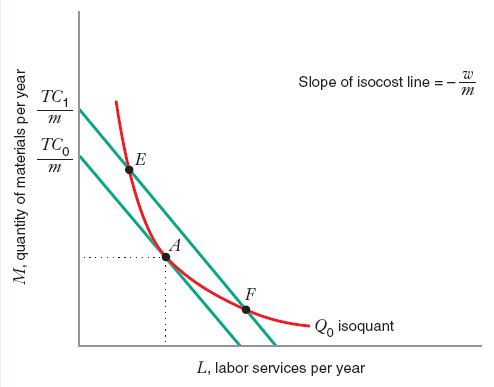 Slope of isocost line = − w/m
TC₁/m
TC₀/m
M, quantity of materials per year
E
A
F
Q₀ isoquant
L, labor services per year